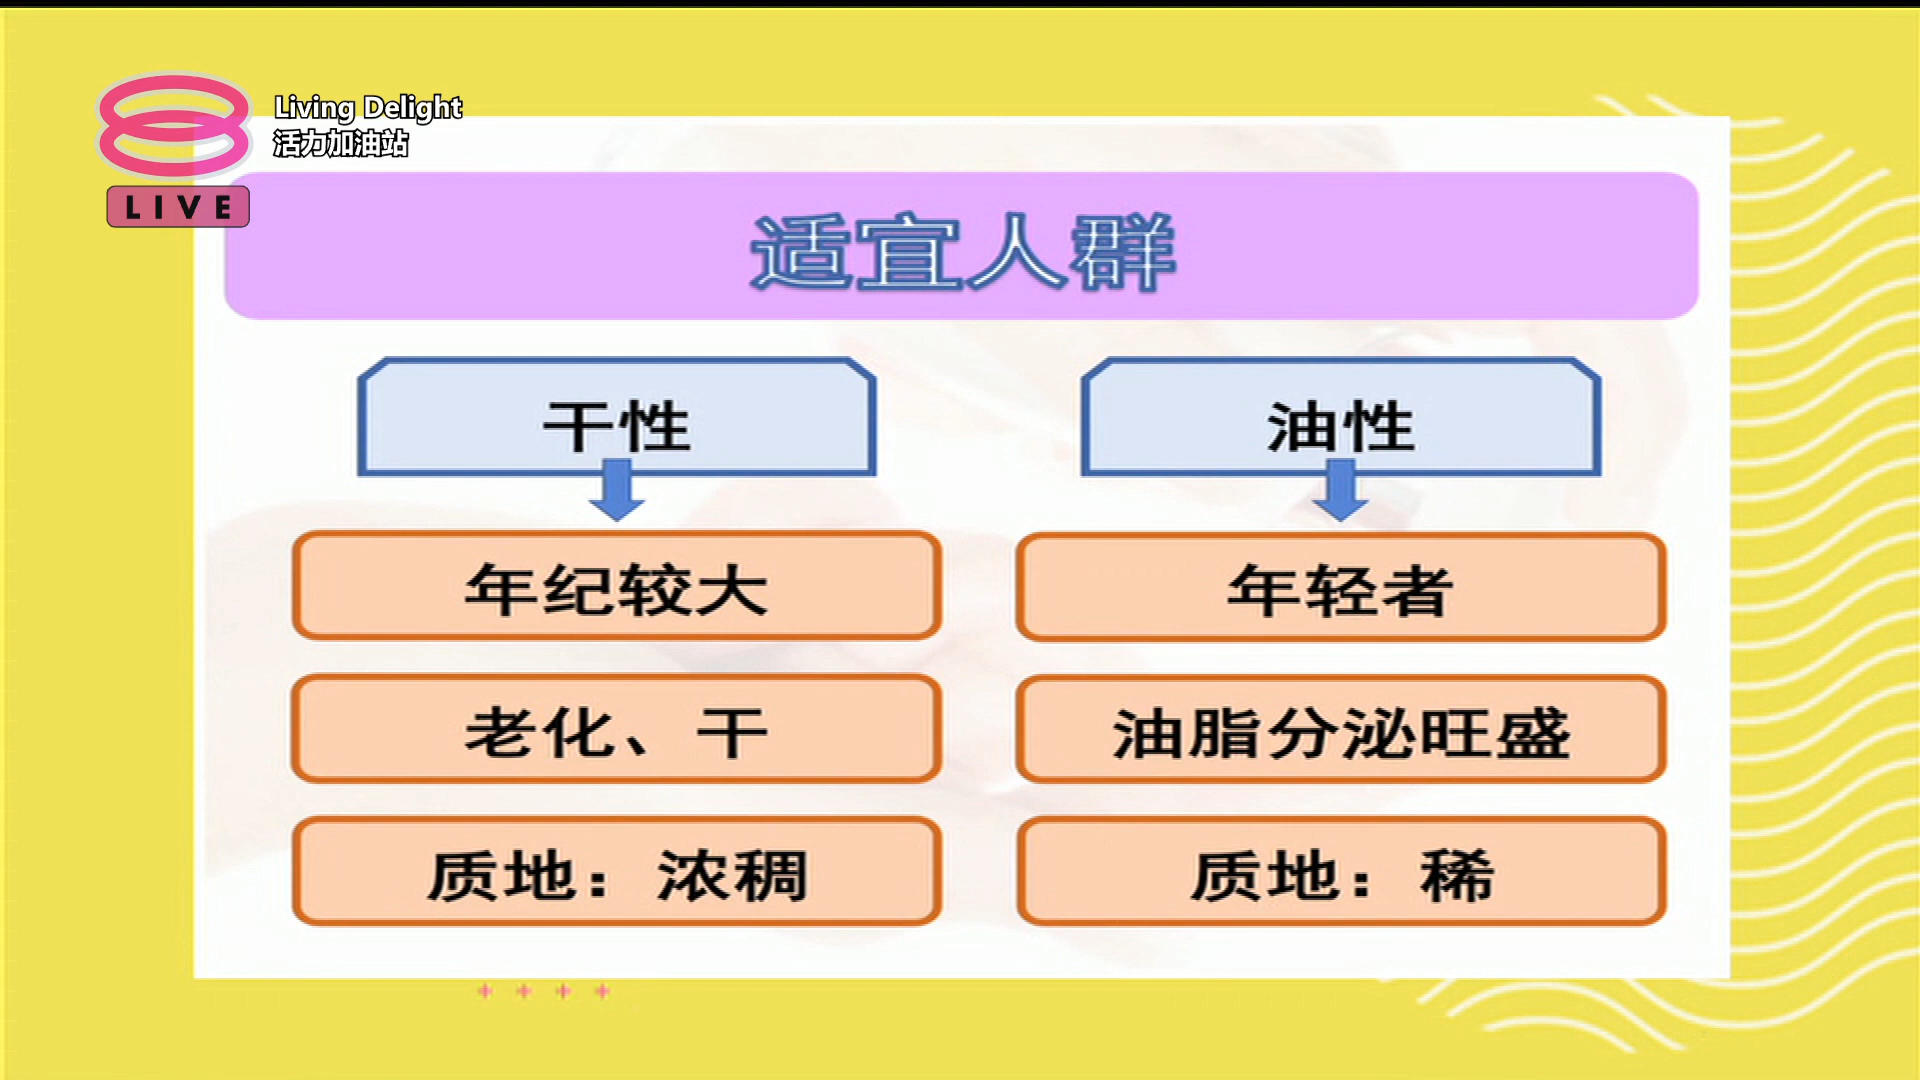 Living Delight
活力加油站
LIVE
适宜人群
干性
油性
年纪较大
年轻者
老化、干
油脂分泌旺盛
质地：浓稠
质地：稀